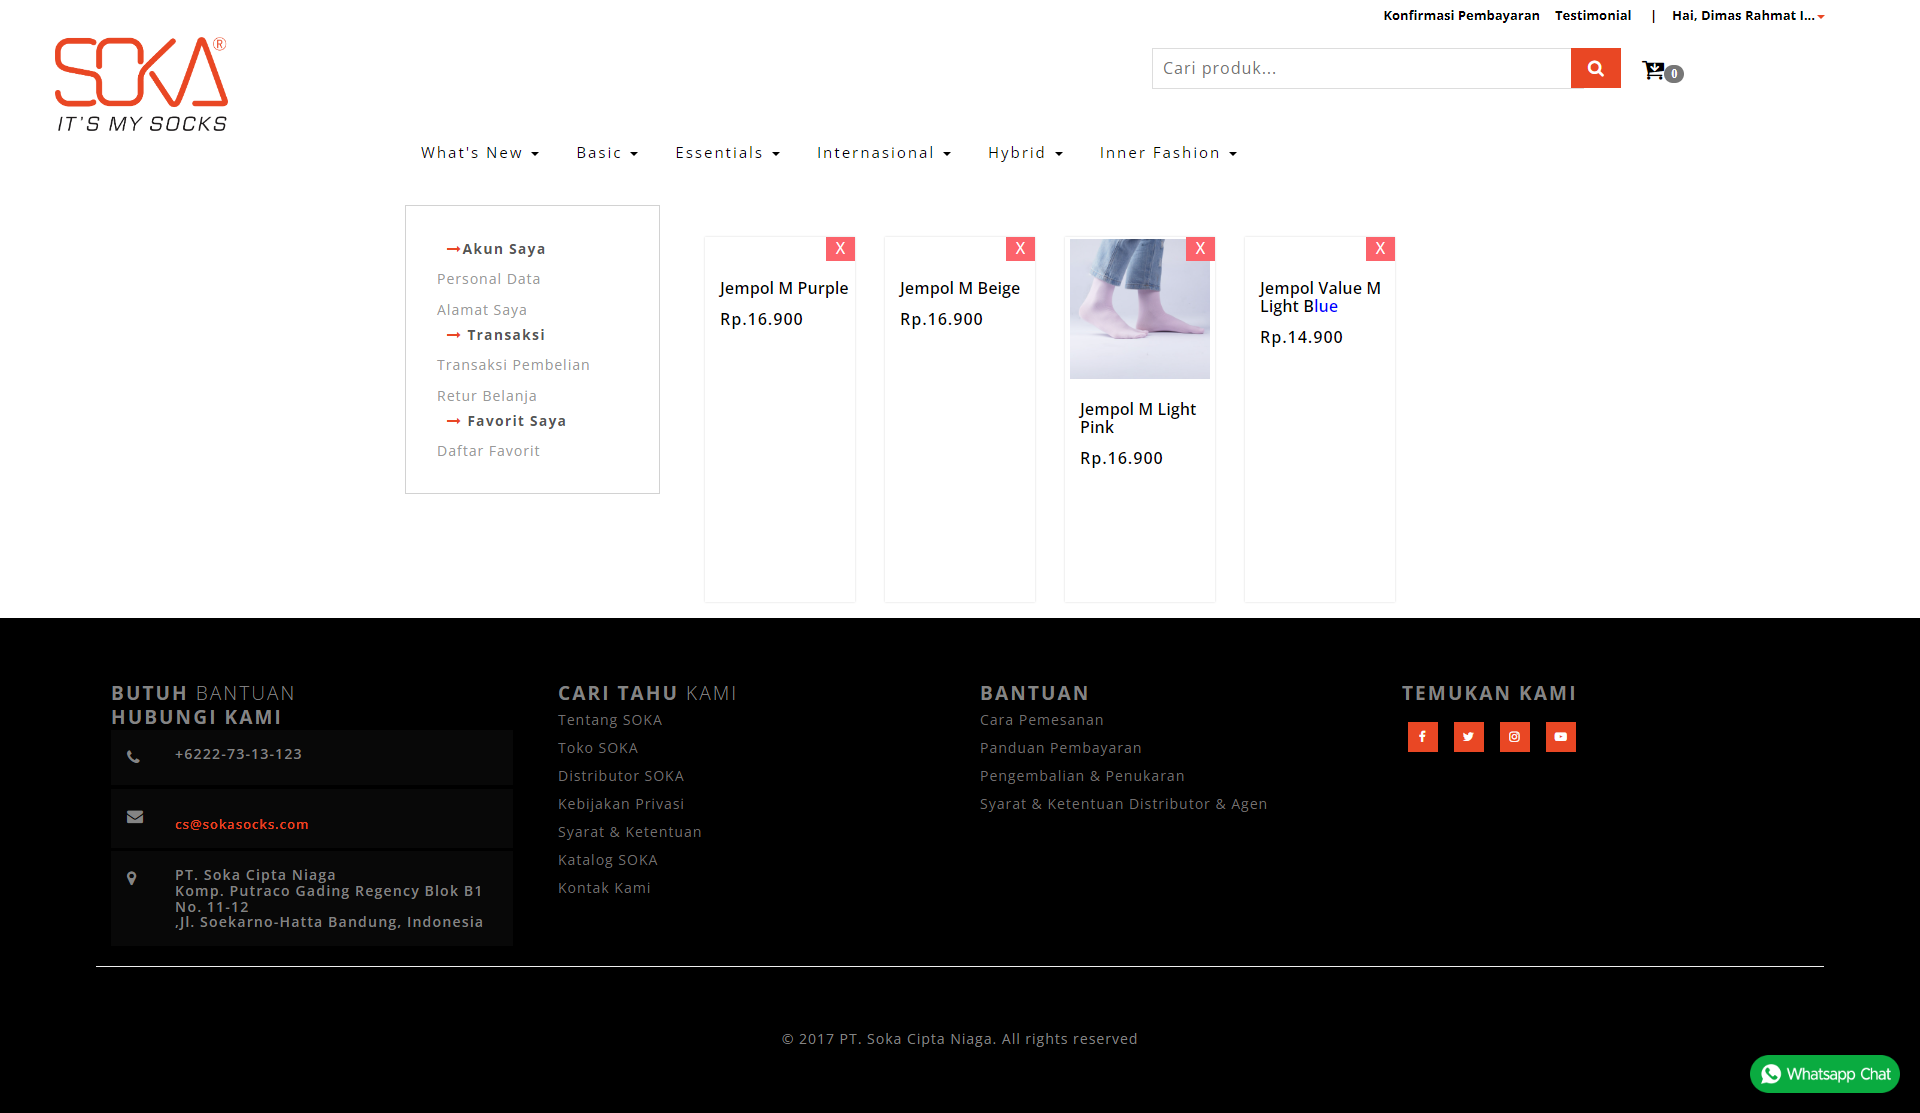 Konfirmasi Pembayaran Testimonial | Hai, Dimas Rahmat I...
SOKA®
IT'S MY SOCKS
Cari produk...
0
What's New Basic Essentials Internasional Hybrid Inner Fashion
Akun Saya
Personal Data
Alamat Saya
Transaksi
Transaksi Pembelian
Retur Belanja
Favorit Saya
Daftar Favorit
X
Jempol M Purple
Rp.16.900
X
Jempol M Beige
Rp.16.900
X
Jempol M Light
Pink
Rp.16.900
X
Jempol Value M
Light Blue
Rp.14.900
BUTUH BANTUAN
HUBUNGI KAMI
+6222-73-13-123
cs@sokasocks.com
PT. Soka Cipta Niaga
Komp. Putraco Gading Regency Blok B1
No. 11-12
,Jl. Soekarno-Hatta Bandung, Indonesia
CARI TAHU KAMI
Tentang SOKA
Toko SOKA
Distributor SOKA
Kebijakan Privasi
Syarat & Ketentuan
Katalog SOKA
Kontak Kami
BANTUAN
Cara Pemesanan
Panduan Pembayaran
Pengembalian & Penukaran
Syarat & Ketentuan Distributor & Agen
TEMUKAN KAMI
© 2017 PT. Soka Cipta Niaga. All rights reserved
Whatsapp Chat